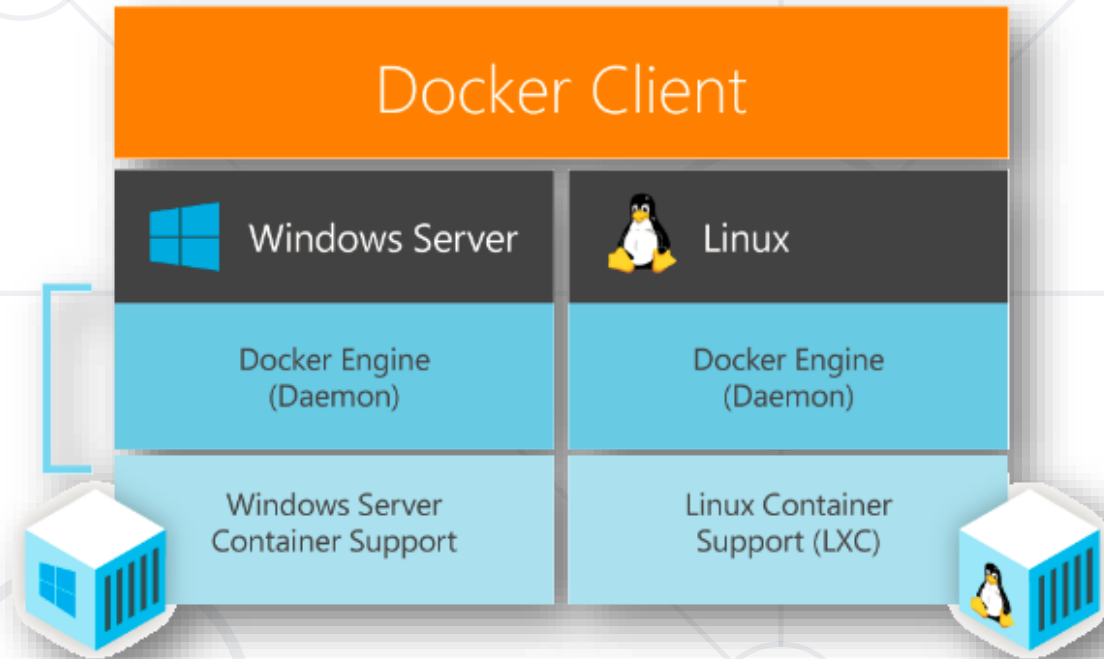 Docker Client
Windows Server
Linux
Docker Engine
(Daemon)
Docker Engine
(Daemon)
Windows Server
Container Support
Linux Container
Support (LXC)